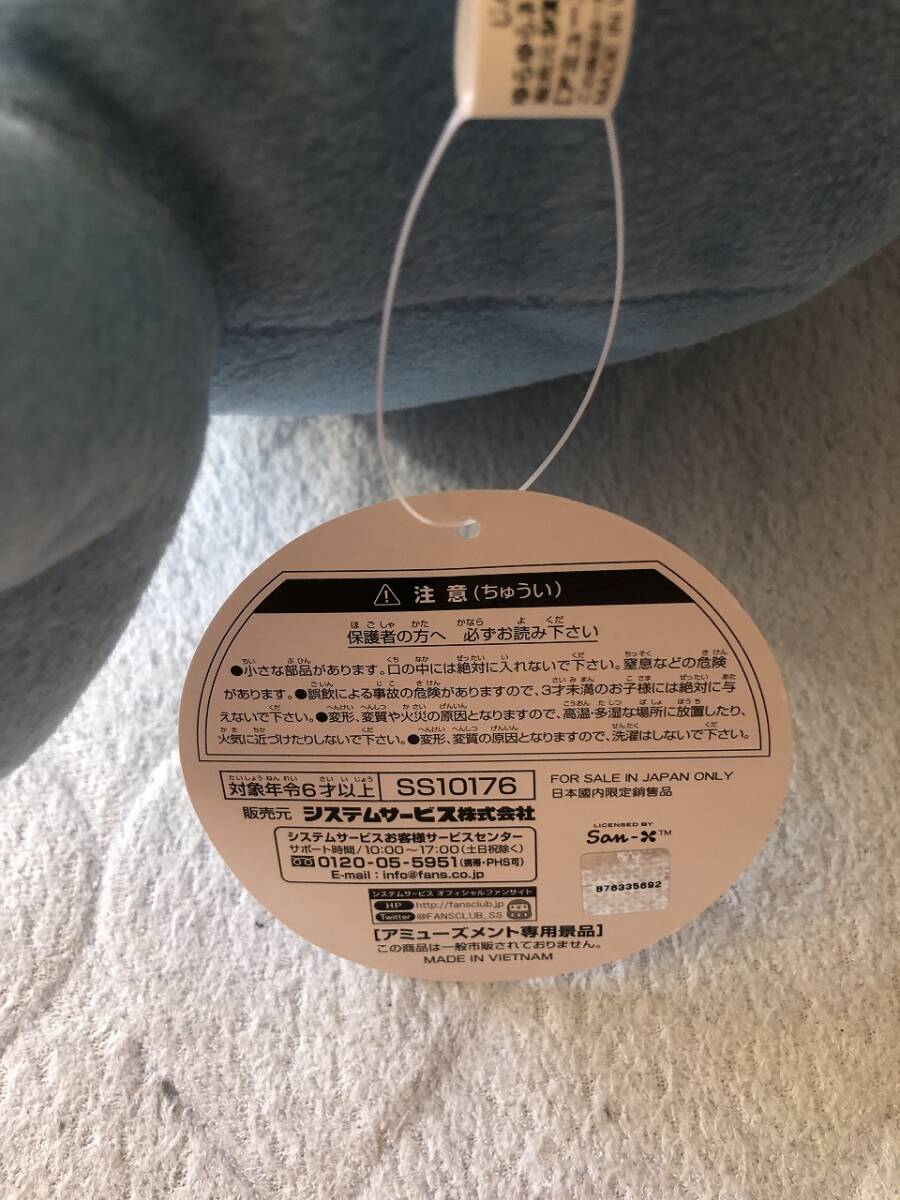 MADE IN
⚠ 注意(ちゅうい)
保護者の方へ 必ずお読み下さい
●小さな部品があります。口の中には絶対に入れないで下さい。窒息などの危険
があります。●誤飲による事故の危険がありますので、3才未満のお子様には絶対に与
えないで下さい。●変形、変質や火災の原因となりますので、高温・多湿な場所に放置したり、
火気に近づけたりしないで下さい。●変形、変質の原因となりますので、洗濯はしないで下さい。
対象年令6才以上 SS10176
販売元 システムサービス株式会社
システムサービスお客様サービスセンター
サポート時間/10:00~17:00(土日祝除く)
0120-05-5951(携帯・PHS可)
E-mail:info@fans.co.jp
システムサービス オフィシャルファンサイト
HP http://fansclub.jp
Twitter @FANSCLUB_SS
[アミューズメント専用景品]
この商品は一般市販されておりません。
MADE IN VIETNAM
FOR SALE IN JAPAN ONLY
日本國内限定銷售品
LICENSED BY
San-X™
B76335692